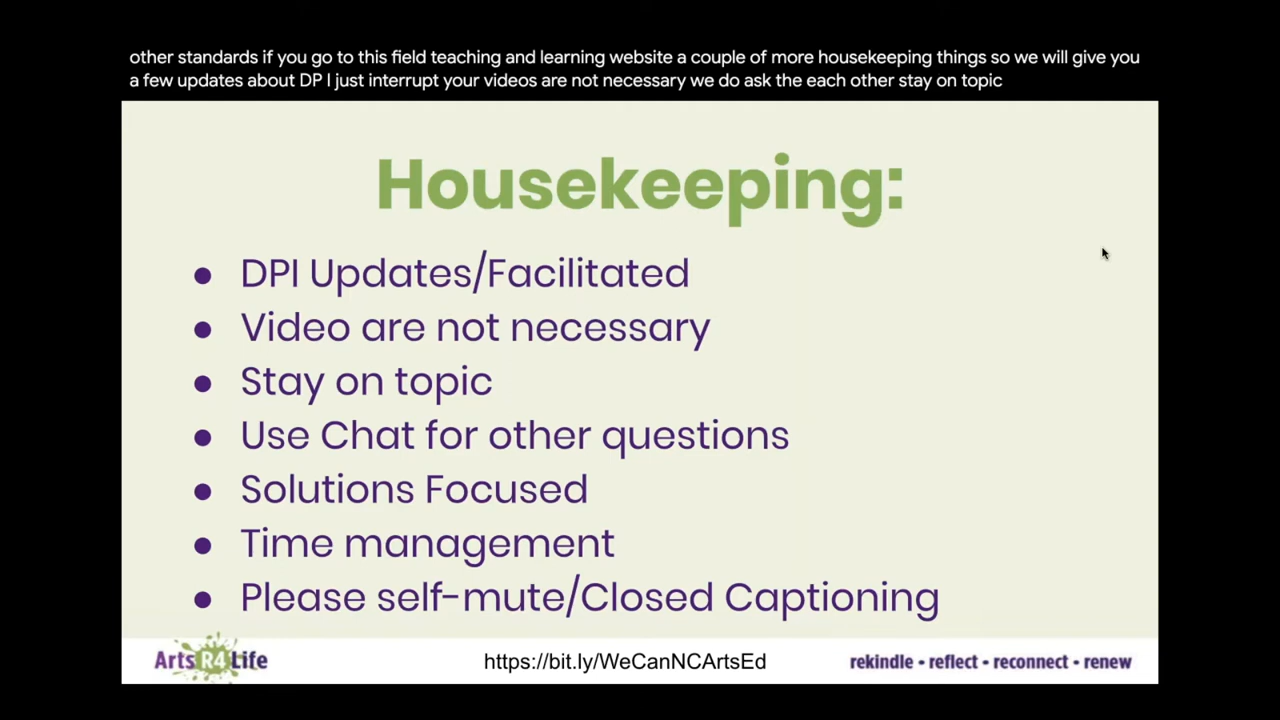 other standards if you go to this field teaching and learning website a couple of more housekeeping things so we will give you
a few updates about DP I just interrupt your videos are not necessary we do ask the each other stay on topic
Housekeeping:
● DPI Updates/Facilitated
● Video are not necessary
● Stay on topic
● Use Chat for other questions
● Solutions Focused
● Time management
● Please self-mute/Closed Captioning
Arts R4 Life
https://bit.ly/WeCanNCArtsEd
rekindle • reflect • reconnect • renew